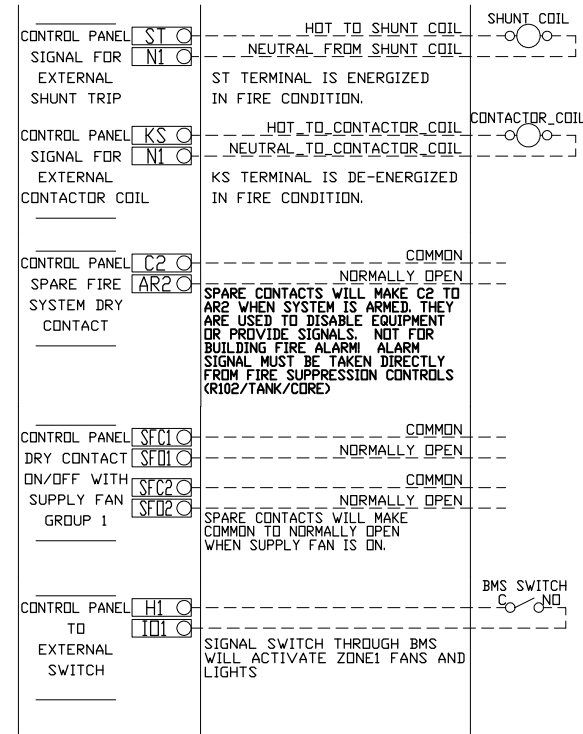 SHUNT COIL
CONTROL PANEL ST HOT TO SHUNT COIL
SIGNAL FOR N1 NEUTRAL FROM SHUNT COIL
EXTERNAL ST TERMINAL IS ENERGIZED
SHUNT TRIP IN FIRE CONDITION.
CONTACTOR COIL
CONTROL PANEL KS HOT TO CONTACTOR COIL
SIGNAL FOR N1 NEUTRAL TO CONTACTOR COIL
EXTERNAL KS TERMINAL IS DE-ENERGIZED
CONTACTOR COIL IN FIRE CONDITION.
CONTROL PANEL C2 COMMON
SPARE FIRE AR2 NORMALLY OPEN
SYSTEM DRY
CONTACT
SPARE CONTACTS WILL MAKE C2 TO
AR2 WHEN SYSTEM IS ARMED. THEY
ARE USED TO DISABLE EQUIPMENT
OR PROVIDE SIGNALS. NOT FOR
BUILDING FIRE ALARM! ALARM
SIGNAL MUST BE TAKEN DIRECTLY
FROM FIRE SUPPRESSION CONTROLS
(R102/TANK/CORE)
CONTROL PANEL SFC1 COMMON
DRY CONTACT SFO1 NORMALLY OPEN
ON/OFF WITH SFC2 COMMON
SUPPLY FAN SFO2 NORMALLY OPEN
GROUP 1
SPARE CONTACTS WILL MAKE
COMMON TO NORMALLY OPEN
WHEN SUPPLY FAN IS ON.
BMS SWITCH
C NO
CONTROL PANEL H1
TO IO1
EXTERNAL
SWITCH
SIGNAL SWITCH THROUGH BMS
WILL ACTIVATE ZONE1 FANS AND
LIGHTS